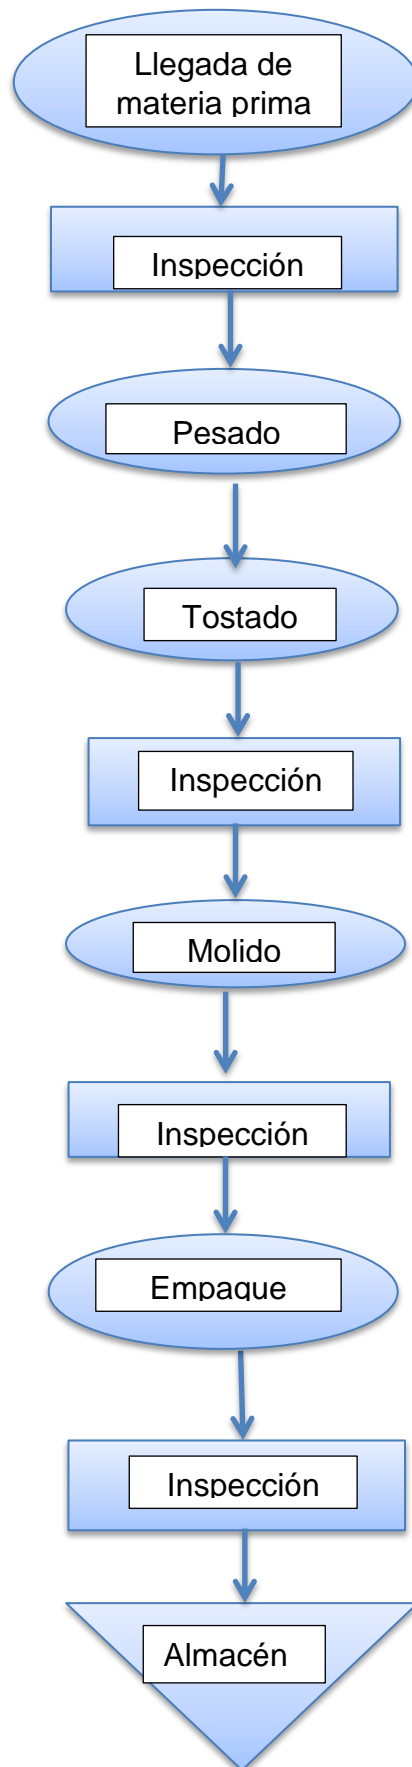 Llegada de
materia prima
Inspección
Pesado
Tostado
Inspección
Molido
Inspección
Empaque
Inspección
Almacén